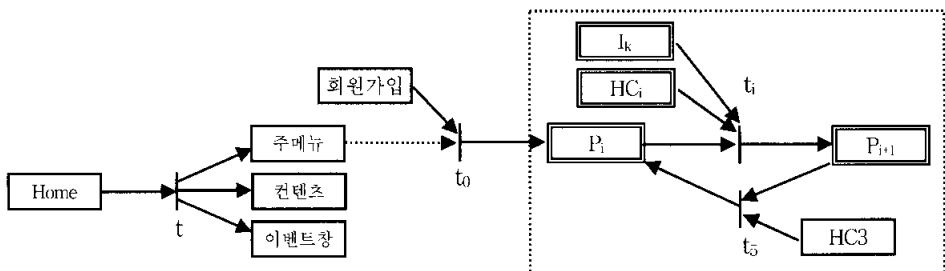 I_k
회원가입
HC_i
t_i
주메뉴
P_i
P_{i+1}
t_0
Home
컨텐츠
t
이벤트창
t_5
HC3